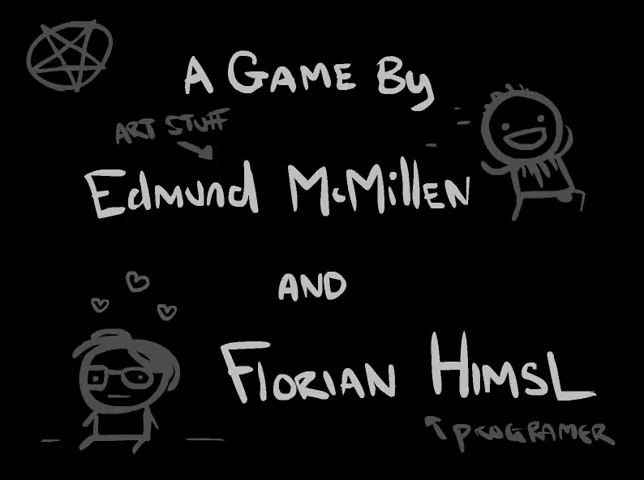 A GAME By
ART STUFF
Edmund McMillen
AND
FLORIAN HIMSL
PROGRAMER